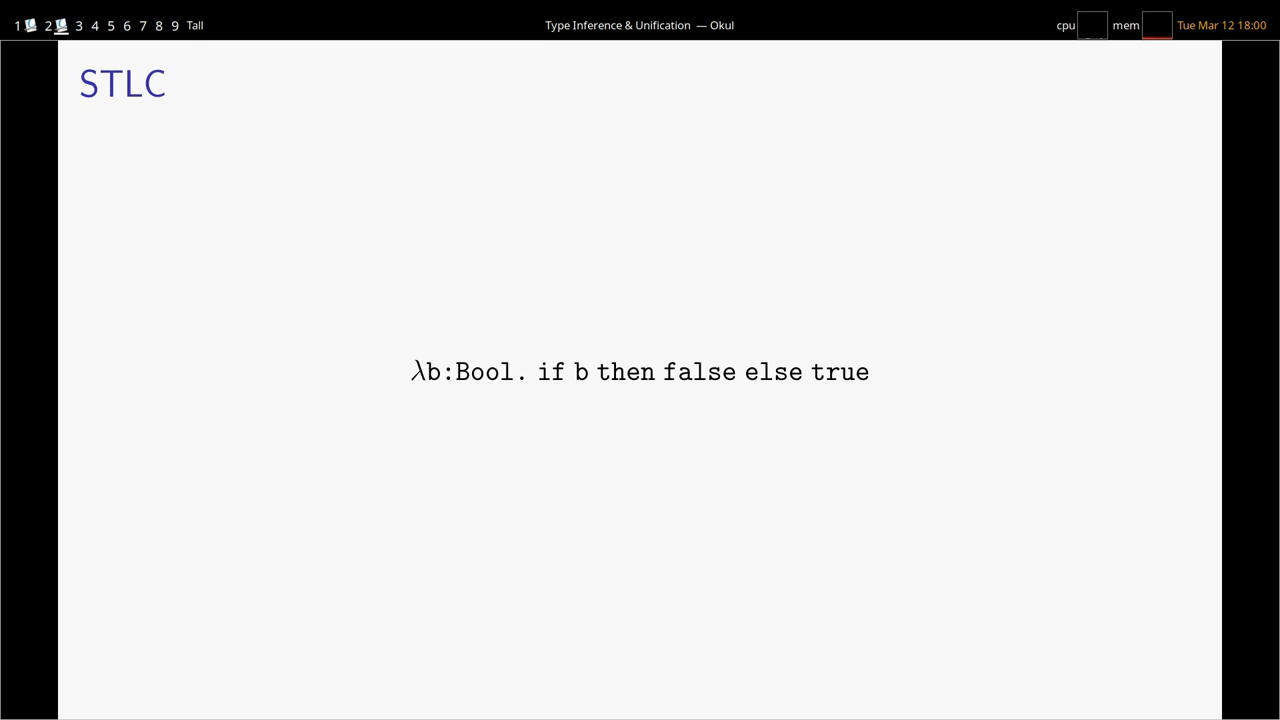 1 2 3 4 5 6 7 8 9 Tall
Type Inference & Unification — Okul
cpu mem Tue Mar 12 18:00
STLC
λb:Bool. if b then false else true